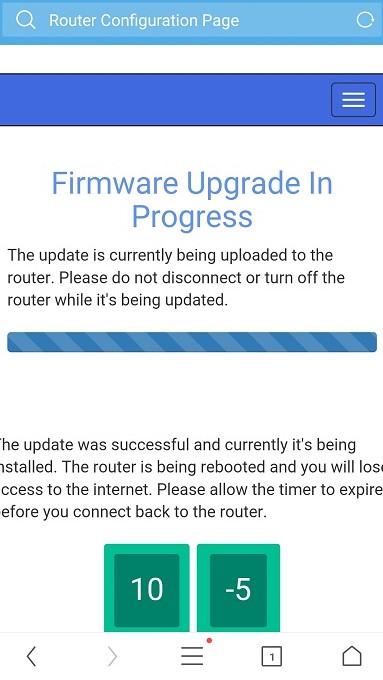 Router Configuration Page
Firmware Upgrade In
Progress
The update is currently being uploaded to the
router. Please do not disconnect or turn off the
router while it's being updated.
The update was successful and currently it's being
nstalled. The router is being rebooted and you will lose
ccess to the internet. Please allow the timer to expire
efore you connect back to the router.
10 -5
1